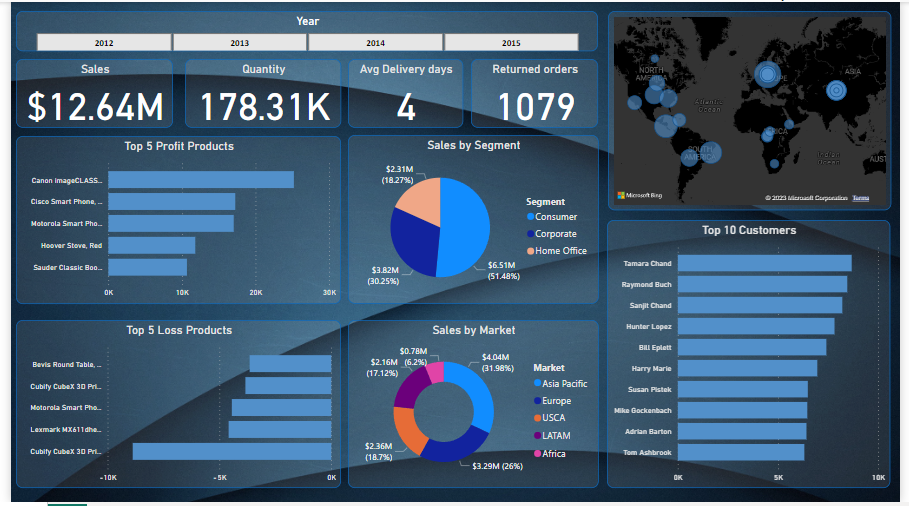 Year
2012 2013 2014 2015
Sales
$12.64M
Quantity
178.31K
Avg Delivery days
4
Returned orders
1079
NORTH
AMERICA
Atlantic
Ocean
ASIA
AFRICA
SOUTH
AMERICA
Indian
Ocean
AUST
Microsoft Bing
© 2023 Microsoft Corporation Terms
Top 5 Profit Products
Canon imageCLASS...
Cisco Smart Phone, ...
Motorola Smart Pho...
Hoover Stove, Red
Sauder Classic Boo...
0K 10K 20K 30K
Sales by Segment
$2.31M
(18.27%)
$3.82M
(30.25%)
$6.51M
(51.48%)
Segment
Consumer
Corporate
Home Office
Top 10 Customers
Tamara Chand
Raymond Buch
Sanjit Chand
Hunter Lopez
Bill Eplett
Harry Marie
Susan Pistek
Mike Gockenbach
Adrian Barton
Tom Ashbrook
0K 5K 10K
Top 5 Loss Products
Bevis Round Table, ...
Cubify CubeX 3D Pri...
Motorola Smart Pho...
Lexmark MX611dhe...
Cubify CubeX 3D Pri...
-10K -5K 0K
Sales by Market
$0.78M
(6.2%)
$2.16M
(17.12%)
$4.04M
(31.98%)
$2.36M
(18.7%)
$3.29M (26%)
Market
Asia Pacific
Europe
USCA
LATAM
Africa